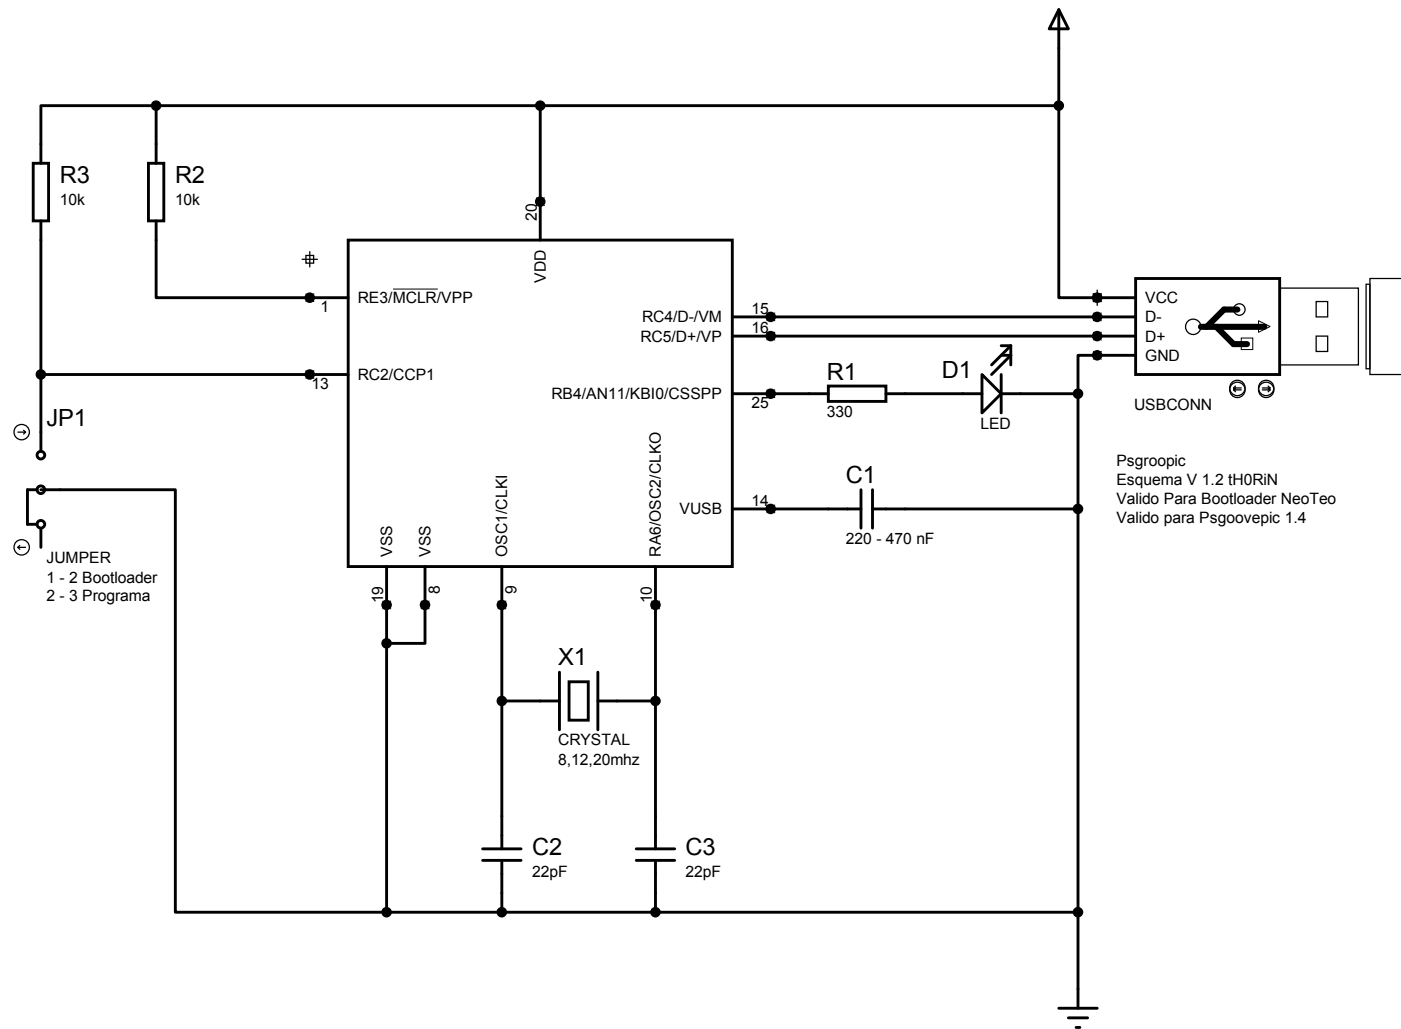 R3
10k
R2
10k
20
VDD
1
RE3/MCLR/VPP
13
RC2/CCP1
RC4/D-/VM
15
RC5/D+/VP
16
RB4/AN11/KBI0/CSSPP
25
VUSB
14
VSS
19
VSS
8
OSC1/CLKI
9
RA6/OSC2/CLKO
10
R1
330
D1
LED
C1
220 - 470 nF
VCC
D-
D+
GND
USBCONN
Psgroopic
Esquema V 1.2 tH0RiN
Valido Para Bootloader NeoTeo
Valido para Psgoovepic 1.4
JP1
JUMPER
1 - 2 Bootloader
2 - 3 Programa
X1
CRYSTAL
8,12,20mhz
C2
22pF
C3
22pF